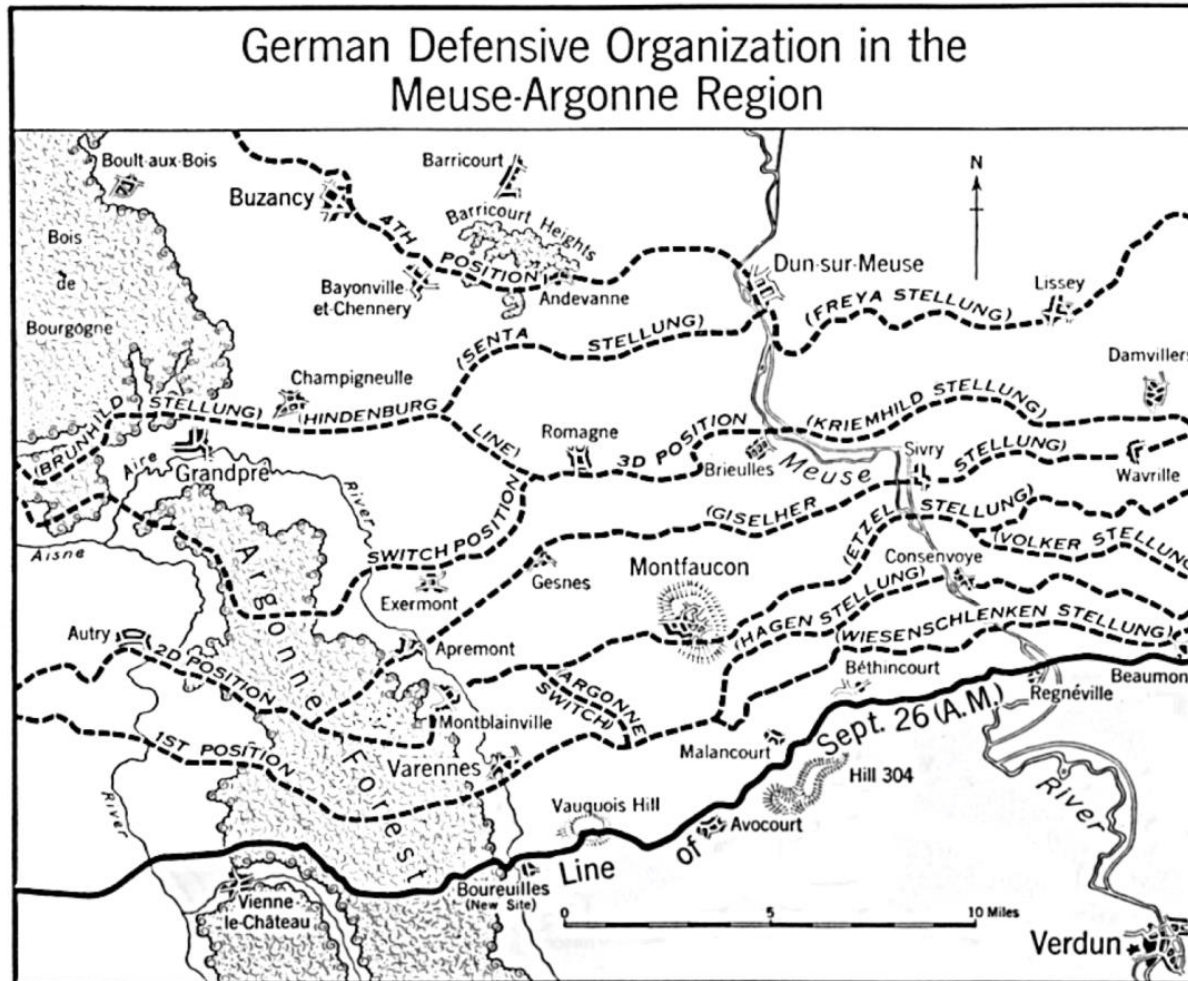 German Defensive Organization in the
Meuse-Argonne Region
Boult-aux-Bois
Barricourt
N
Buzancy
Barricourt Heights
Bois
de
Bourgogne
4TH
POSITION)
Bayonville
et-Chennery
Andevanne
Dun-sur-Meuse
(FREYA STELLUNG)
Lissey
(SENTA STELLUNG)
Damvillers
Champigneulle
(BRUNHILD STELLUNG)
(HINDENBURG
LINE)
Romagne
3D POSITION
(KRIEMHILD STELLUNG)
Brieulles
Meuse
Sivry
STELLUNG)
Wavrille
Aire
River
Grandpré
(GISELHER
(ETZEL STELLUNG)
(VOLKER STELLUNG
SWITCH POSITION
Aisne
Gesnes
Exermont
Montfaucon
Consenvoye
(HAGEN STELLUNG)
(WIESENSCHLENKEN STELLUNG)
Autry
Apremont
2D POSITION
Argonne
Forest
(ARGONNE
SWITCH)
Béthincourt
Beaumont
Regnéville
Montblainville
1ST POSITION
Varennes
Malancourt
Hill 304
River
River
Vauquois Hill
Avocourt
Line of Sept. 26 (A.M.)
Boureuilles
(New Site)
Vienne
le-Château
0 5 10 Miles
Verdun